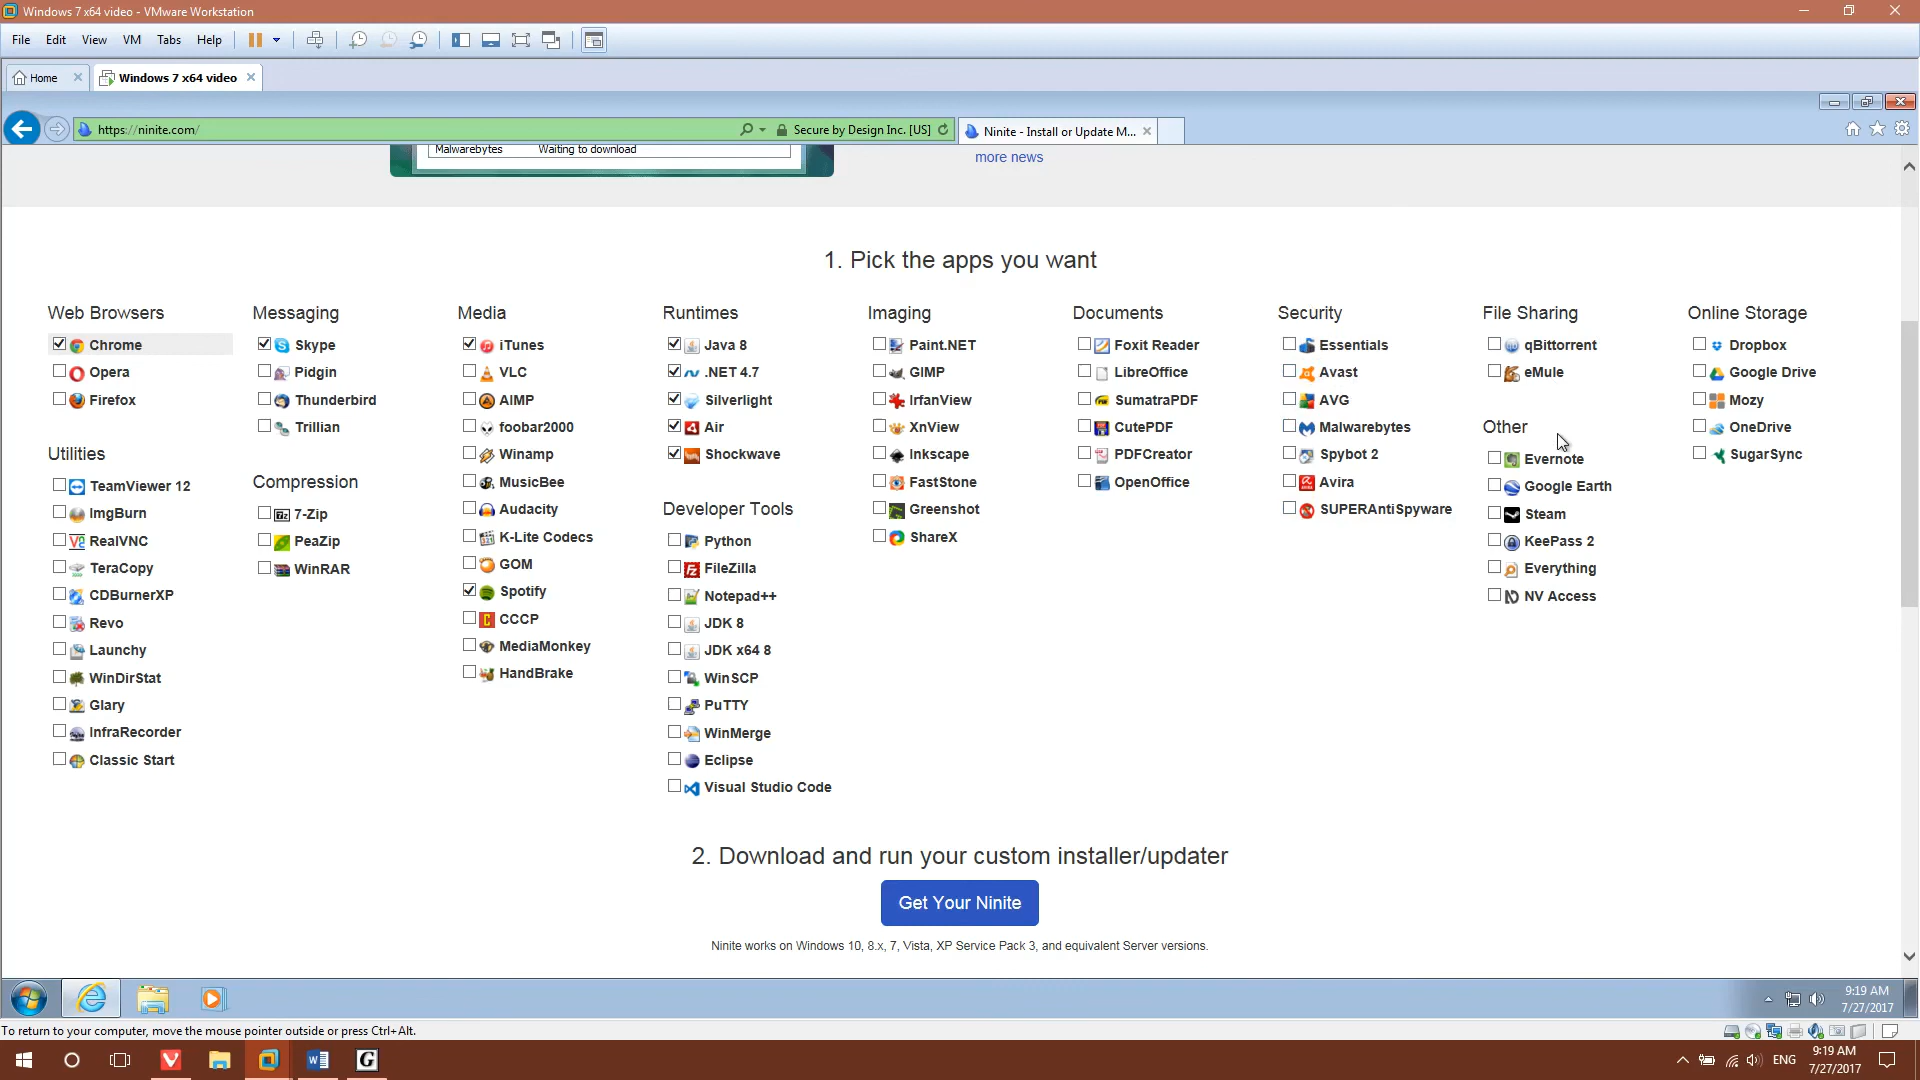 Windows 7 x64 video - VMware Workstation
File Edit View VM Tabs Help
Home
Windows 7 x64 video
https://ninite.com/
Secure by Design Inc. [US]
Ninite - Install or Update M...
Malwarebytes Waiting to download
more news
1. Pick the apps you want
Web Browsers
Chrome
Opera
Firefox
Utilities
TeamViewer 12
ImgBurn
RealVNC
TeraCopy
CDBurnerXP
Revo
Launchy
WinDirStat
Glary
InfraRecorder
Classic Start
Messaging
Skype
Pidgin
Thunderbird
Trillian
Compression
7-Zip
PeaZip
WinRAR
Media
iTunes
VLC
AIMP
foobar2000
Winamp
MusicBee
Audacity
K-Lite Codecs
GOM
Spotify
CCCP
MediaMonkey
HandBrake
Runtimes
Java 8
.NET 4.7
Silverlight
Air
Shockwave
Developer Tools
Python
FileZilla
Notepad++
JDK 8
JDK x64 8
WinSCP
PuTTY
WinMerge
Eclipse
Visual Studio Code
Imaging
Paint.NET
GIMP
IrfanView
XnView
Inkscape
FastStone
Greenshot
ShareX
Documents
Foxit Reader
LibreOffice
SumatraPDF
CutePDF
PDFCreator
OpenOffice
Security
Essentials
Avast
AVG
Malwarebytes
Spybot 2
Avira
SUPERAntiSpyware
File Sharing
qBittorrent
eMule
Other
Evernote
Google Earth
Steam
KeePass 2
Everything
NV Access
Online Storage
Dropbox
Google Drive
Mozy
OneDrive
SugarSync
2. Download and run your custom installer/updater
Get Your Ninite
Ninite works on Windows 10, 8.x, 7, Vista, XP Service Pack 3, and equivalent Server versions.
9:19 AM
7/27/2017
To return to your computer, move the mouse pointer outside or press Ctrl+Alt.
ENG
9:19 AM
7/27/2017